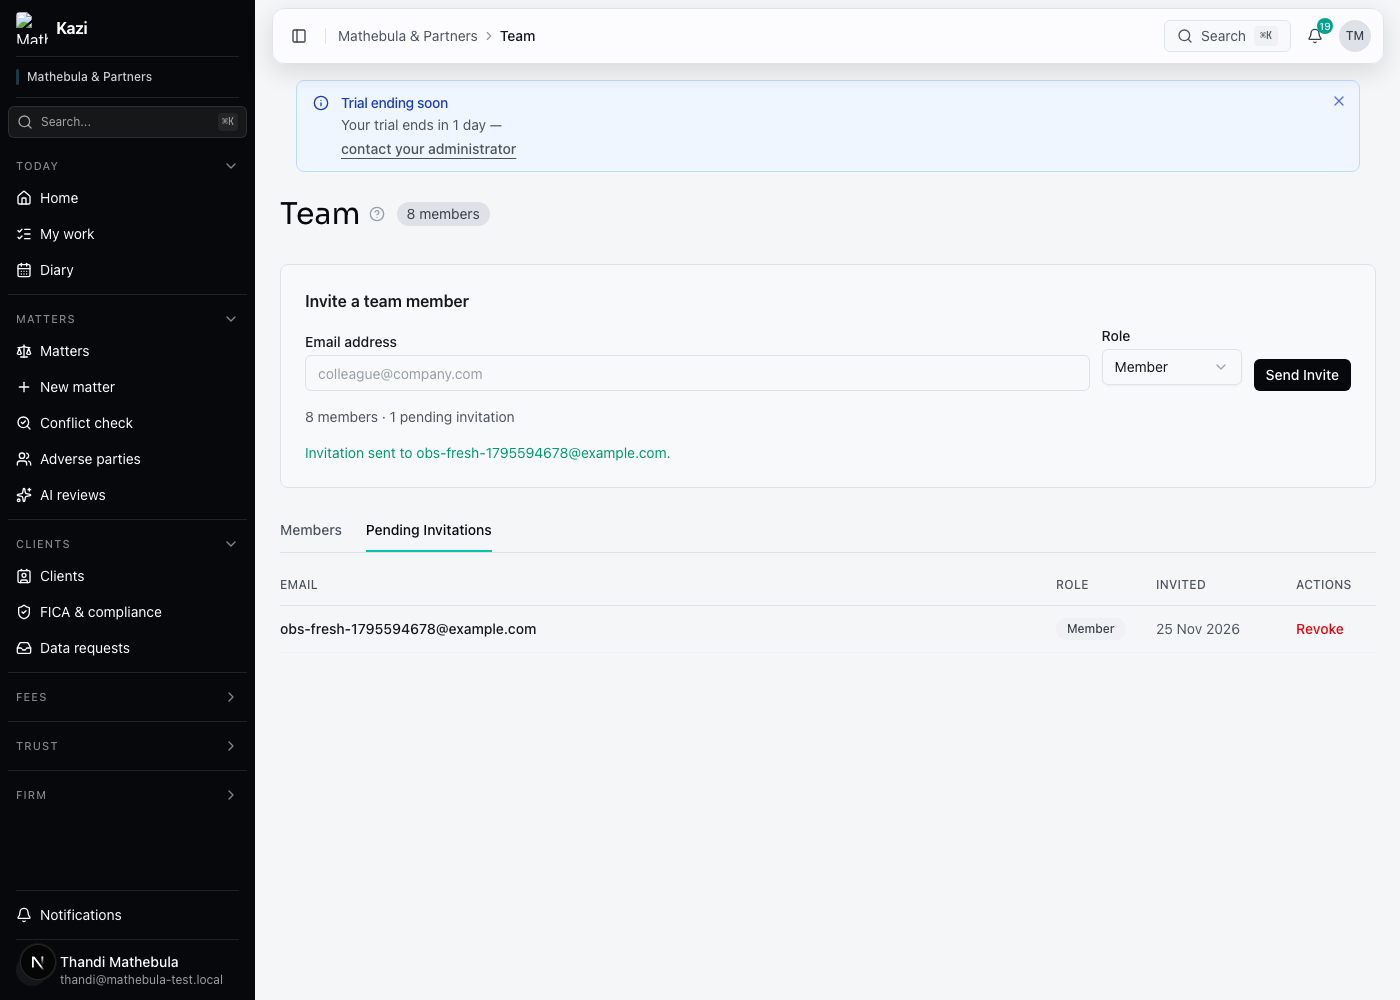 Math
Kazi
Mathebula & Partners
Search...
⌘K
TODAY
Home
My work
Diary
MATTERS
Matters
New matter
Conflict check
Adverse parties
AI reviews
CLIENTS
Clients
FICA & compliance
Data requests
FEES
TRUST
FIRM
Notifications
N
Thandi Mathebula
thandi@mathebula-test.local
Mathebula & Partners
Team
Search
⌘K
19
TM
Trial ending soon
Your trial ends in 1 day —
contact your administrator
Team
8 members
Invite a team member
Email address
colleague@company.com
Role
Member
Send Invite
8 members · 1 pending invitation
Invitation sent to obs-fresh-1795594678@example.com.
Members
Pending Invitations
EMAIL
ROLE
INVITED
ACTIONS
obs-fresh-1795594678@example.com
Member
25 Nov 2026
Revoke